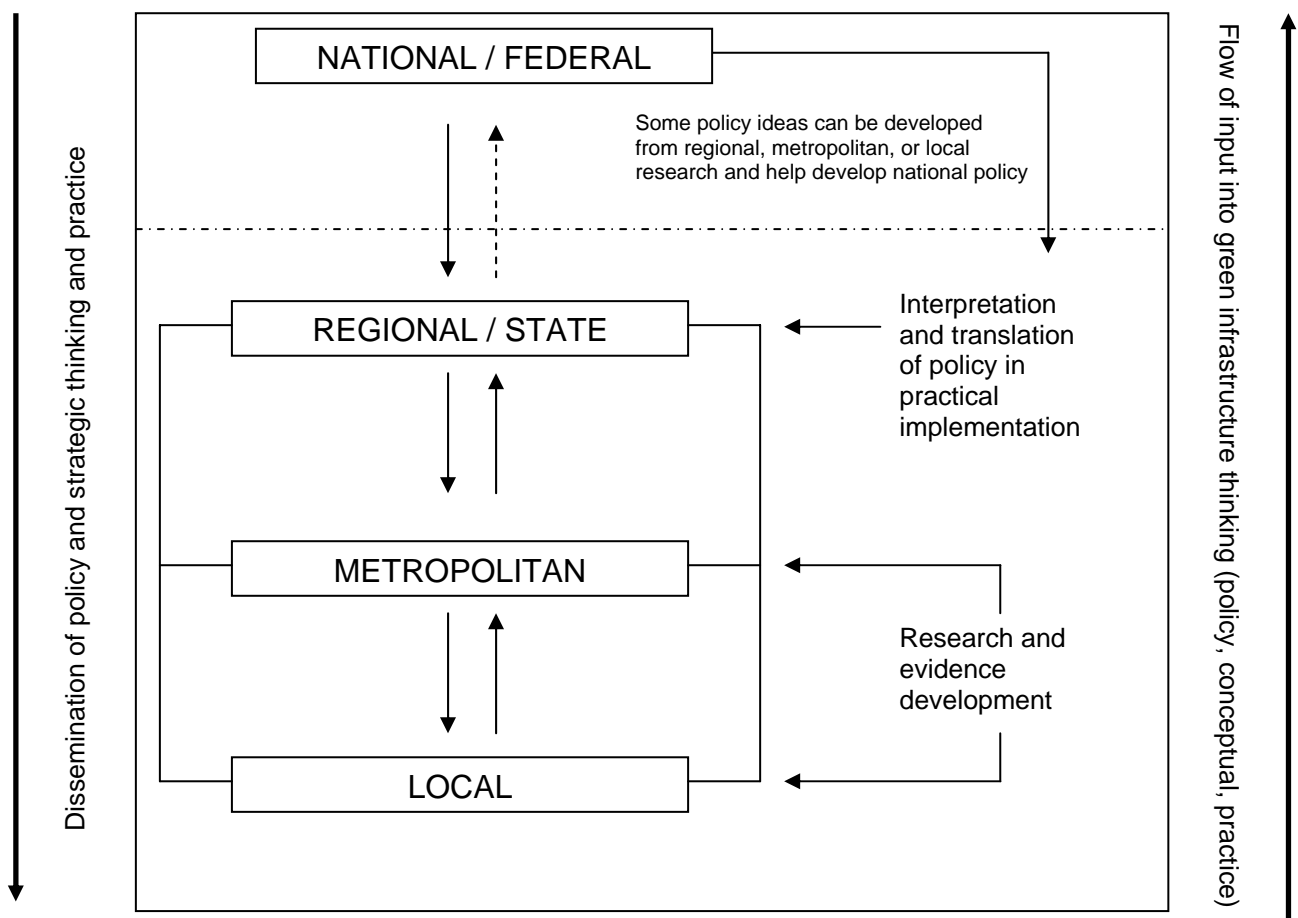 Dissemination of policy and strategic thinking and practice
NATIONAL / FEDERAL
Some policy ideas can be developed
from regional, metropolitan, or local
research and help develop national policy
REGIONAL / STATE
Interpretation
and translation
of policy in
practical
implementation
METROPOLITAN
Research and
evidence
development
LOCAL
Flow of input into green infrastructure thinking (policy, conceptual, practice)